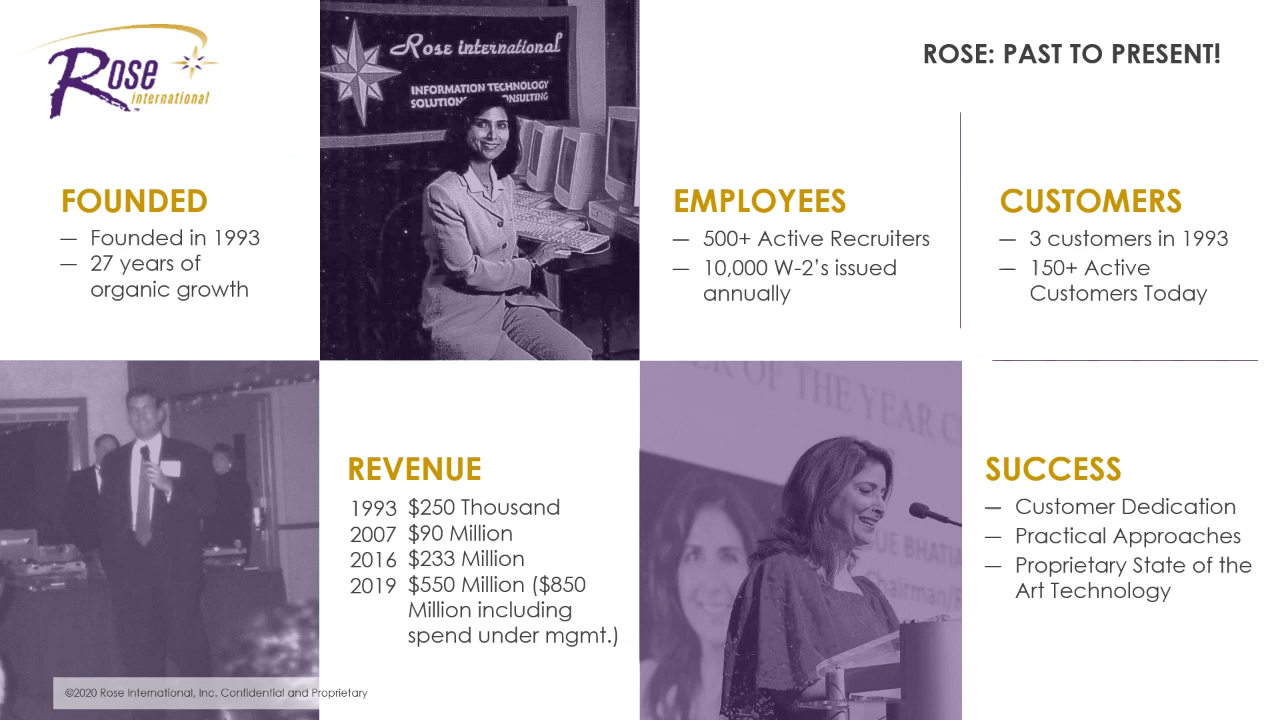 Rose
international
™
Rose international
INFORMATION TECHNOLOGY
SOLUTIONS CONSULTING
ROSE: PAST TO PRESENT!
FOUNDED
— Founded in 1993
— 27 years of
organic growth
EMPLOYEES
— 500+ Active Recruiters
— 10,000 W-2’s issued
annually
CUSTOMERS
— 3 customers in 1993
— 150+ Active
Customers Today
REVENUE
1993 $250 Thousand
2007 $90 Million
2016 $233 Million
2019 $550 Million ($850
Million including
spend under mgmt.)
OF THE YEAR
BHATIA
Chairman/
SUCCESS
— Customer Dedication
— Practical Approaches
— Proprietary State of the
Art Technology
©2020 Rose International, Inc. Confidential and Proprietary